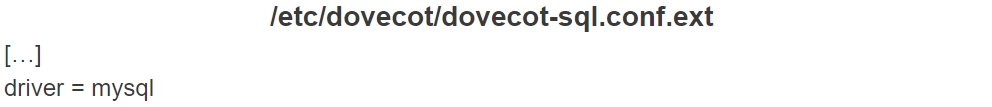 /etc/dovecot/dovecot-sql.conf.ext
[…]
driver = mysql